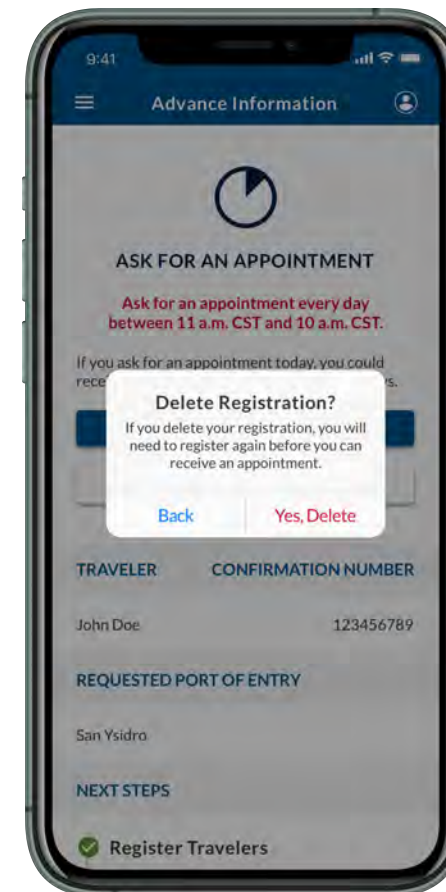 9:41
Advance Information
ASK FOR AN APPOINTMENT
Ask for an appointment every day
between 11 a.m. CST and 10 a.m. CST.
If you ask for an appointment today, you could
Delete Registration?
If you delete your registration, you will
need to register again before you can
receive an appointment.
Back Yes, Delete
TRAVELER CONFIRMATION NUMBER
John Doe 123456789
REQUESTED PORT OF ENTRY
San Ysidro
NEXT STEPS
Register Travelers